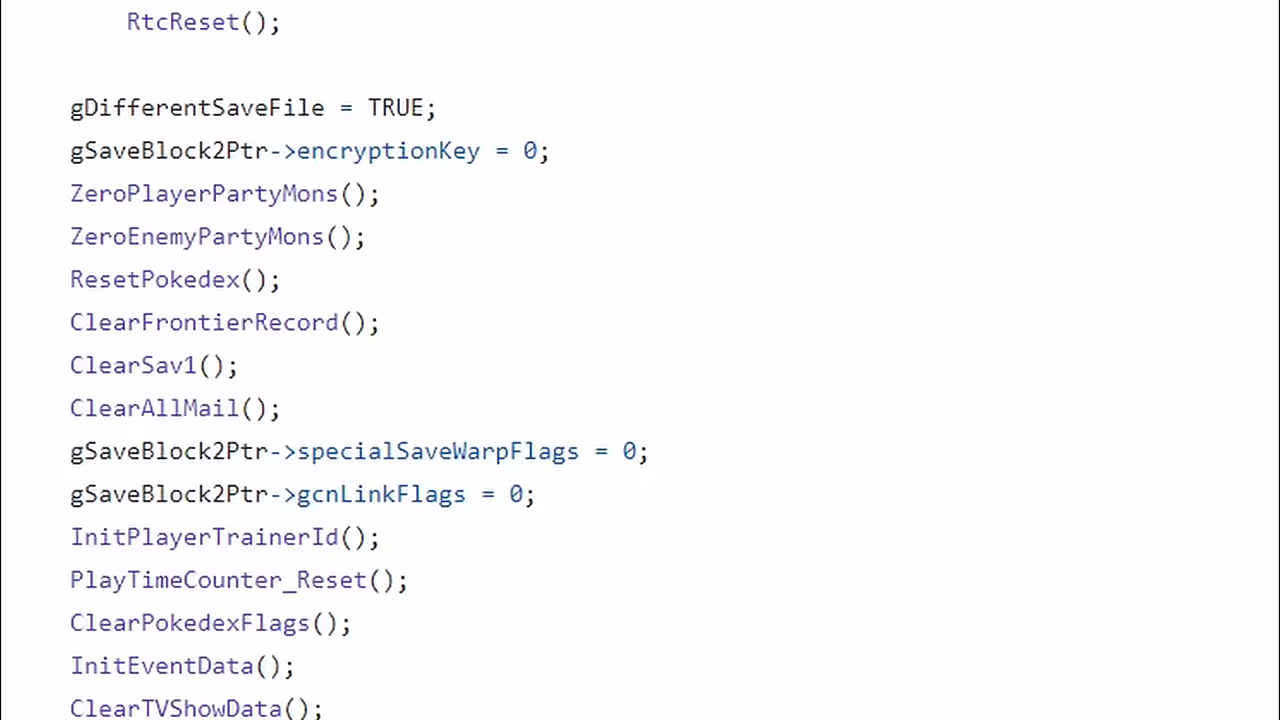 RtcReset();
gDifferentSaveFile = TRUE;
gSaveBlock2Ptr->encryptionKey = 0;
ZeroPlayerPartyMons();
ZeroEnemyPartyMons();
ResetPokedex();
ClearFrontierRecord();
ClearSav1();
ClearAllMail();
gSaveBlock2Ptr->specialSaveWarpFlags = 0;
gSaveBlock2Ptr->gcnLinkFlags = 0;
InitPlayerTrainerId();
PlayTimeCounter_Reset();
ClearPokedexFlags();
InitEventData();
ClearTVShowData();